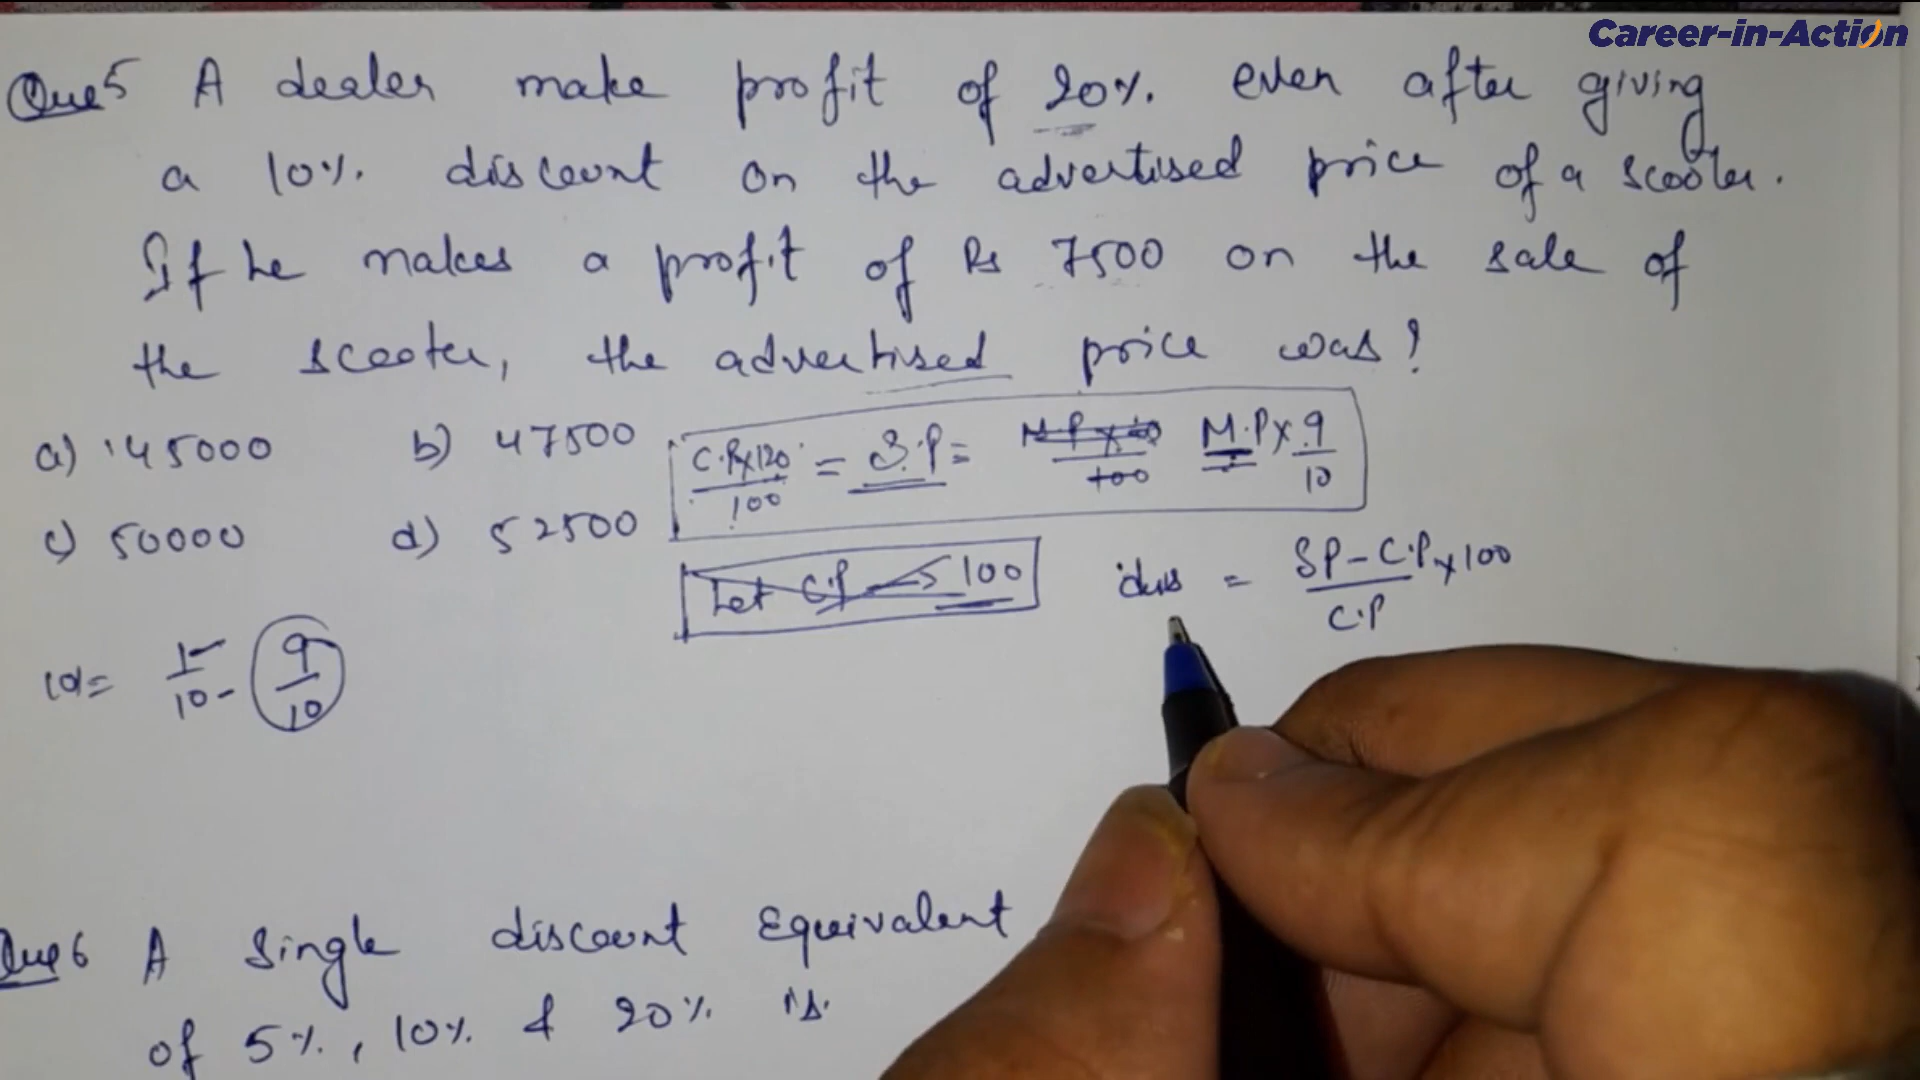 Career-in-Action
Que5 A dealer make profit of 20% even after giving
a 10% discount on the advertised price of a scooter.
If he makes a profit of Rs 7500 on the sale of
the scooter, the advertised price was?
a) 45000 b) 47500
c) 50000 d) 52500
C.P×120/100 = S.P = M.P×9/10
Let C.P 100
= SP-C.P/C.P×100
1/10 - 9/10
Que6 A Single discount Equivalent
of 5%, 10% & 20% is.